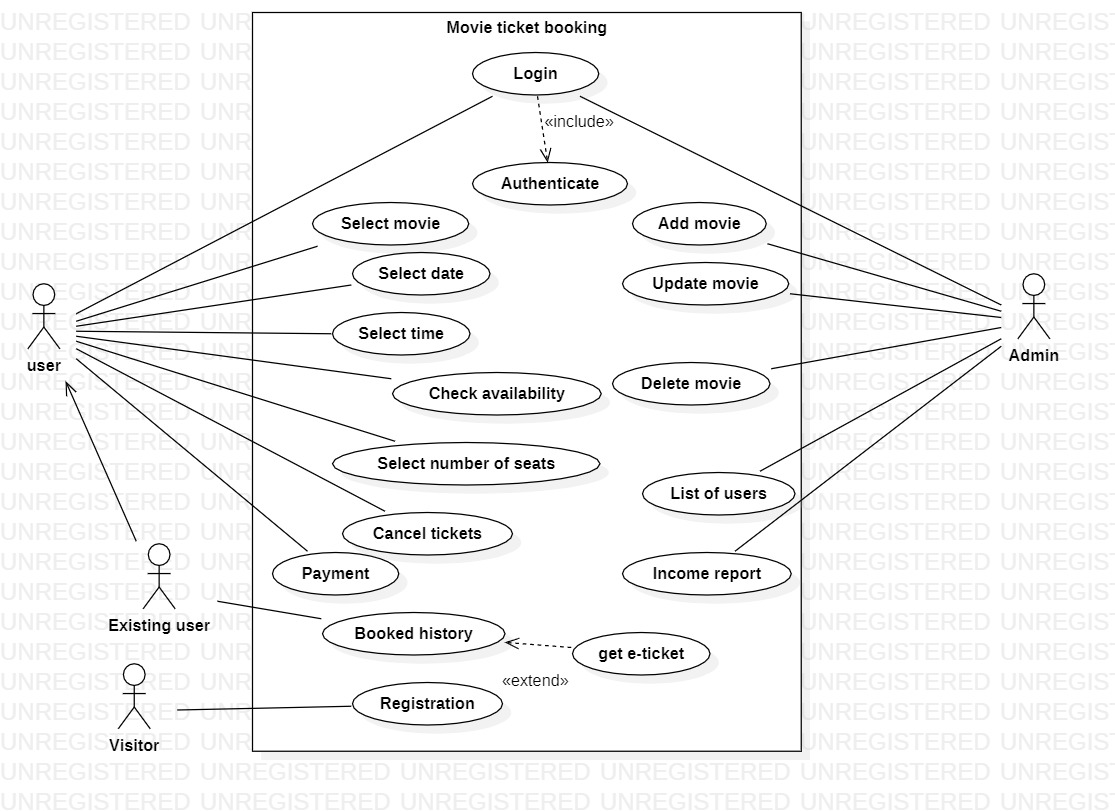 Movie ticket booking
Login
«include»
Authenticate
Select movie
Add movie
Select date
Update movie
Select time
user
Admin
Check availability
Delete movie
Select number of seats
List of users
Cancel tickets
Payment
Income report
Existing user
Booked history
get e-ticket
«extend»
Registration
Visitor
UNREGISTERED UNREGISTERED UNREGISTERED UNREGISTERED UNREGISTERED UNREGIS